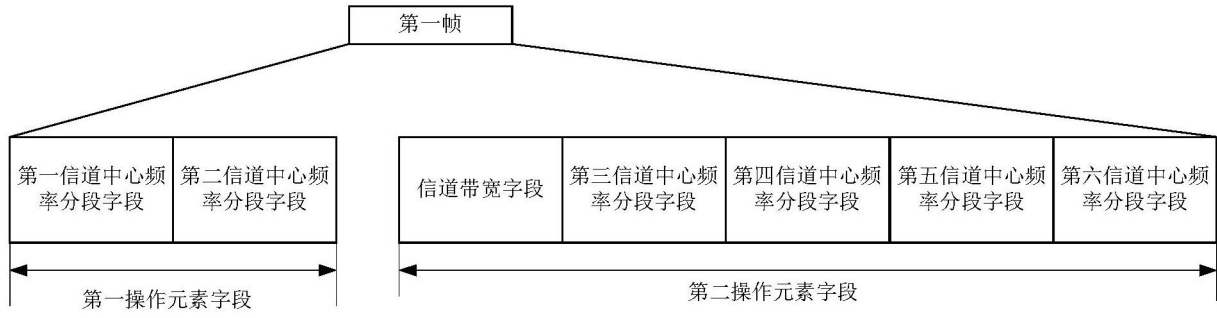 第一帧
第一信道中心频
率分段字段
第二信道中心频
率分段字段
信道带宽字段
第三信道中心频
率分段字段
第四信道中心频
率分段字段
第五信道中心频
率分段字段
第六信道中心频
率分段字段
第一操作元素字段
第二操作元素字段